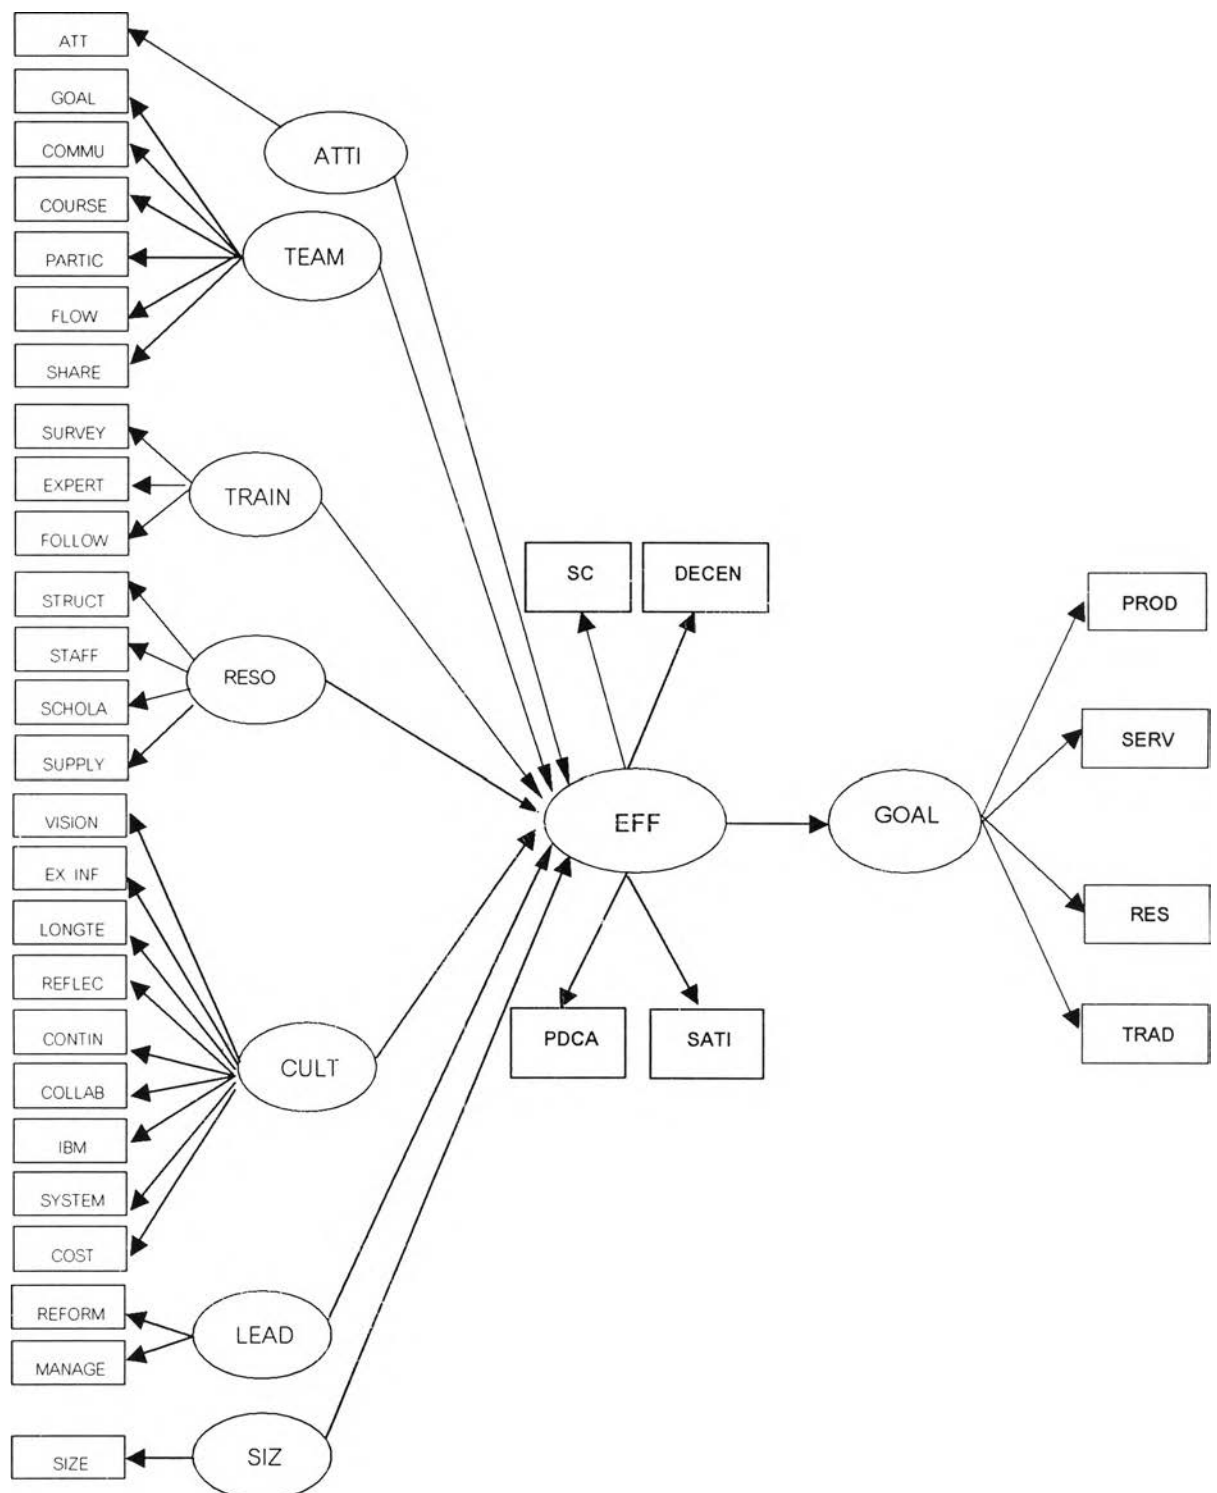 ATT
GOAL
COMMU
COURSE
PARTIC
FLOW
SHARE
SURVEY
EXPERT
FOLLOW
STRUCT
STAFF
SCHOLA
SUPPLY
VISION
EX INF
LONGTE
REFLEC
CONTIN
COLLAB
IBM
SYSTEM
COST
REFORM
MANAGE
SIZE
ATTI
TEAM
TRAIN
RESO
CULT
LEAD
SIZ
SC
DECEN
EFF
PDCA
SATI
GOAL
PROD
SERV
RES
TRAD